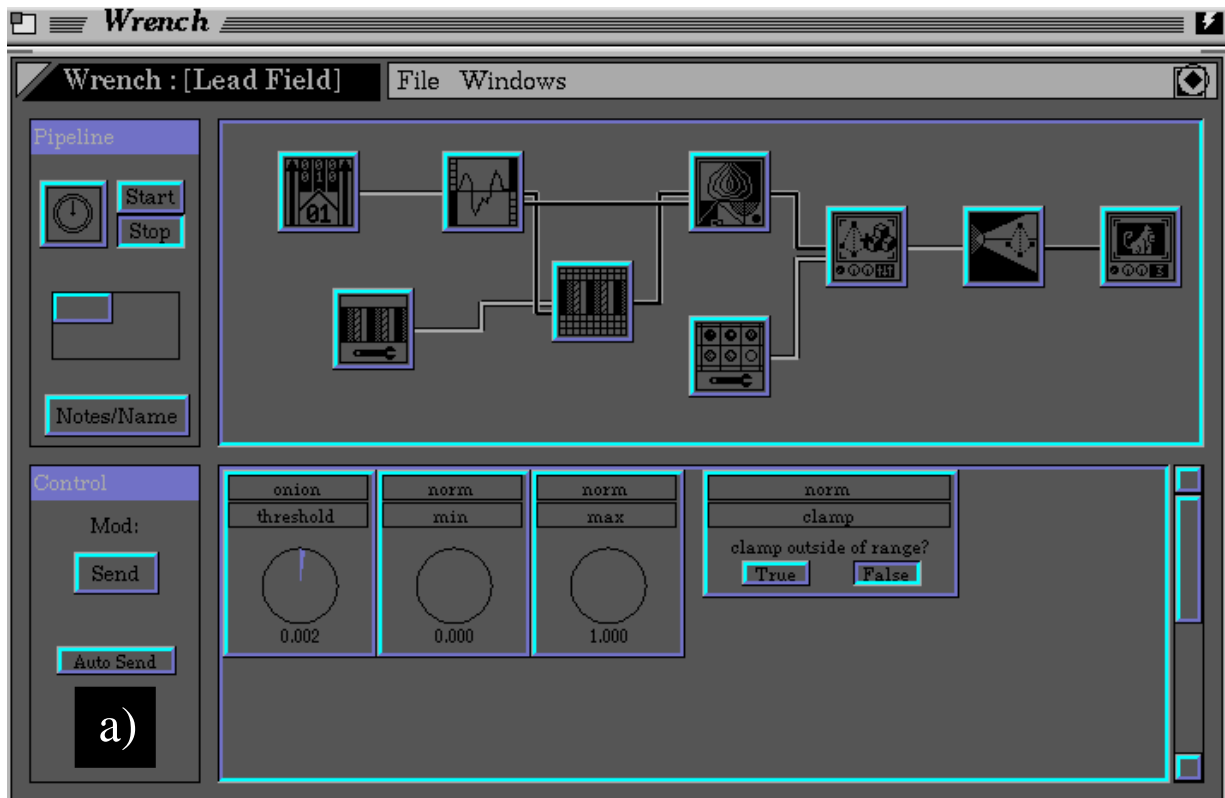 Wrench
Wrench : [Lead Field]
File Windows
Pipeline
Start
Stop
Notes/Name
01
Control
Mod:
Send
Auto Send
a)
onion
threshold
0.002
norm
min
0.000
norm
max
1.000
norm
clamp
clamp outside of range?
True False